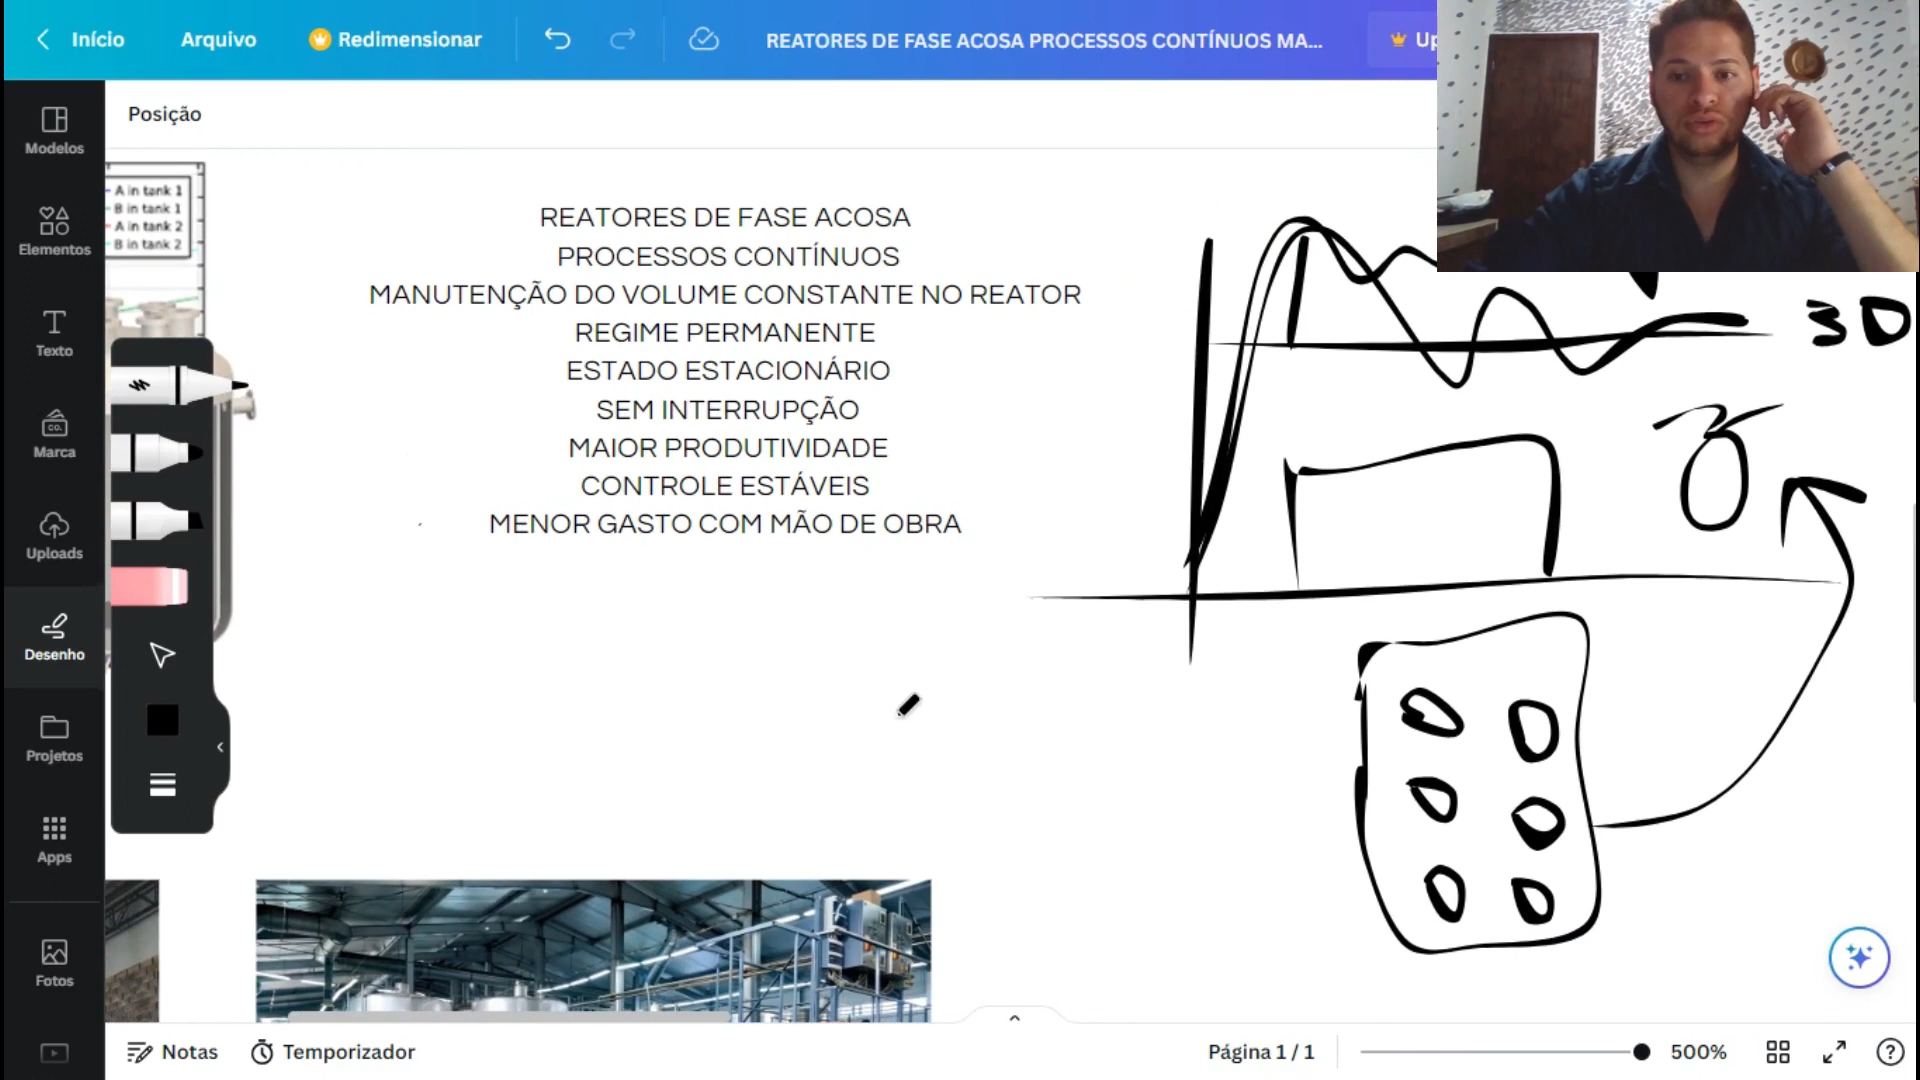 Início
Arquivo
Redimensionar
REATORES DE FASE ACOSA PROCESSOS CONTÍNUOS MA...
Up
Posição
Modelos
Elementos
Texto
Marca
CO.
Uploads
Desenho
Projetos
Apps
Fotos
A in tank 1
B in tank 1
A in tank 2
B in tank 2
REATORES DE FASE ACOSA
PROCESSOS CONTÍNUOS
MANUTENÇÃO DO VOLUME CONSTANTE NO REATOR
REGIME PERMANENTE
ESTADO ESTACIONÁRIO
SEM INTERRUPÇÃO
MAIOR PRODUTIVIDADE
CONTROLE ESTÁVEIS
MENOR GASTO COM MÃO DE OBRA
3D
Notas
Temporizador
Página 1 / 1
500%